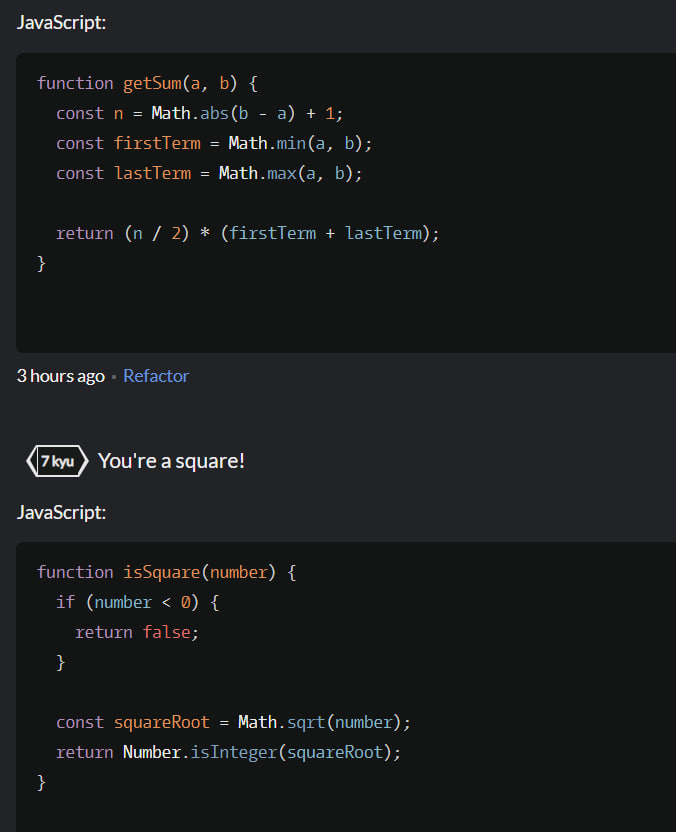 JavaScript:
function getSum(a, b) {
  const n = Math.abs(b - a) + 1;
  const firstTerm = Math.min(a, b);
  const lastTerm = Math.max(a, b);
  return (n / 2) * (firstTerm + lastTerm);
}
3 hours ago • Refactor
7 kyu You're a square!
JavaScript:
function isSquare(number) {
  if (number < 0) {
    return false;
  }
  const squareRoot = Math.sqrt(number);
  return Number.isInteger(squareRoot);
}